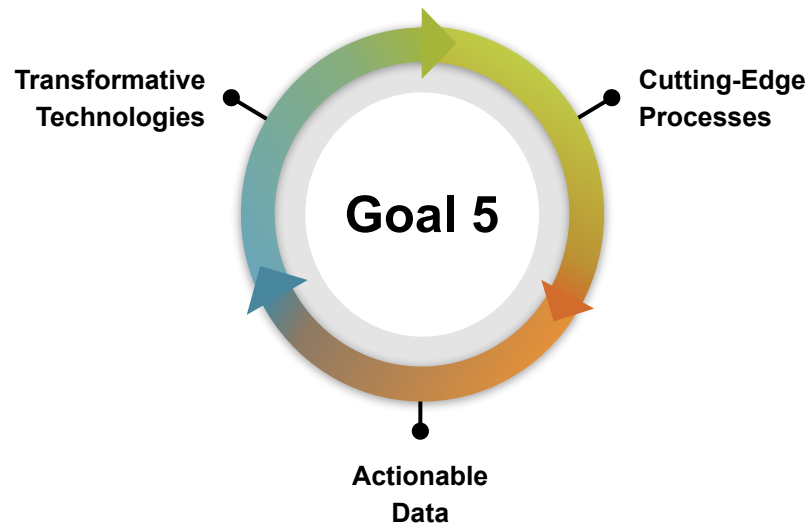 Transformative
Technologies
Cutting-Edge
Processes
Goal 5
Actionable
Data